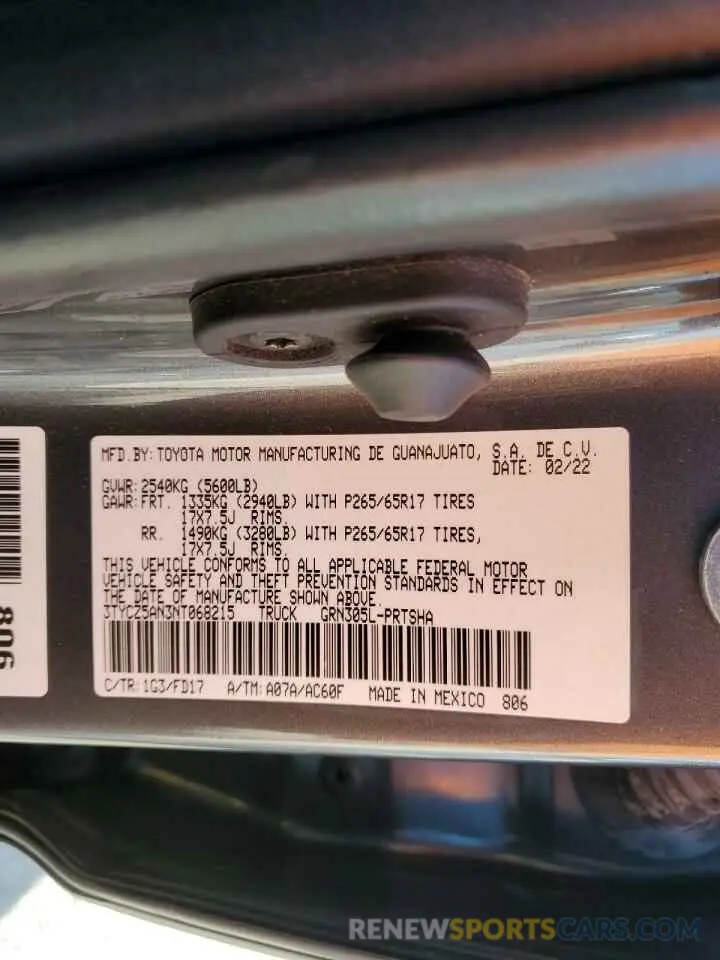 MFD.BY: TOYOTA MOTOR MANUFACTURING DE GUANAJUATO, S.A. DE C.V.
DATE: 02/22
GVWR: 2540KG (5600LB)
GAWR: FRT. 1335KG (2940LB) WITH P265/65R17 TIRES
17X7.5J RIMS.
RR. 1490KG (3280LB) WITH P265/65R17 TIRES,
17X7.5J RIMS.
THIS VEHICLE CONFORMS TO ALL APPLICABLE FEDERAL MOTOR
VEHICLE SAFETY AND THEFT PREVENTION STANDARDS IN EFFECT ON
THE DATE OF MANUFACTURE SHOWN ABOVE.
3TYCZ5AN3NT068215 TRUCK GRN305L-PRTSHA
C/TR: 1G3/FD17 A/TM: A07A/AC60F MADE IN MEXICO 806
806
RENEWSPORTSCARS.COM